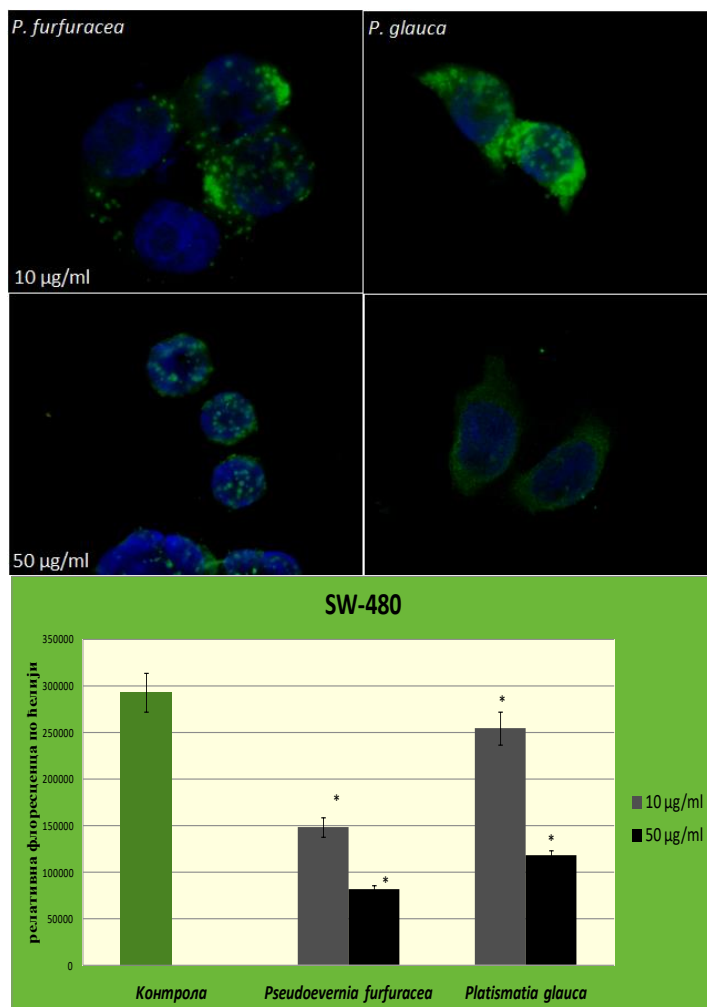 P. furfuracea
P. glauca
10 µg/ml
50 µg/ml
SW-480
релативна флоресценца по ћелији
350000
300000
250000
200000
150000
100000
50000
0
*
*
*
*
10 µg/ml
50 µg/ml
Контрола
Pseudoevernia furfuracea
Platismatia glauca